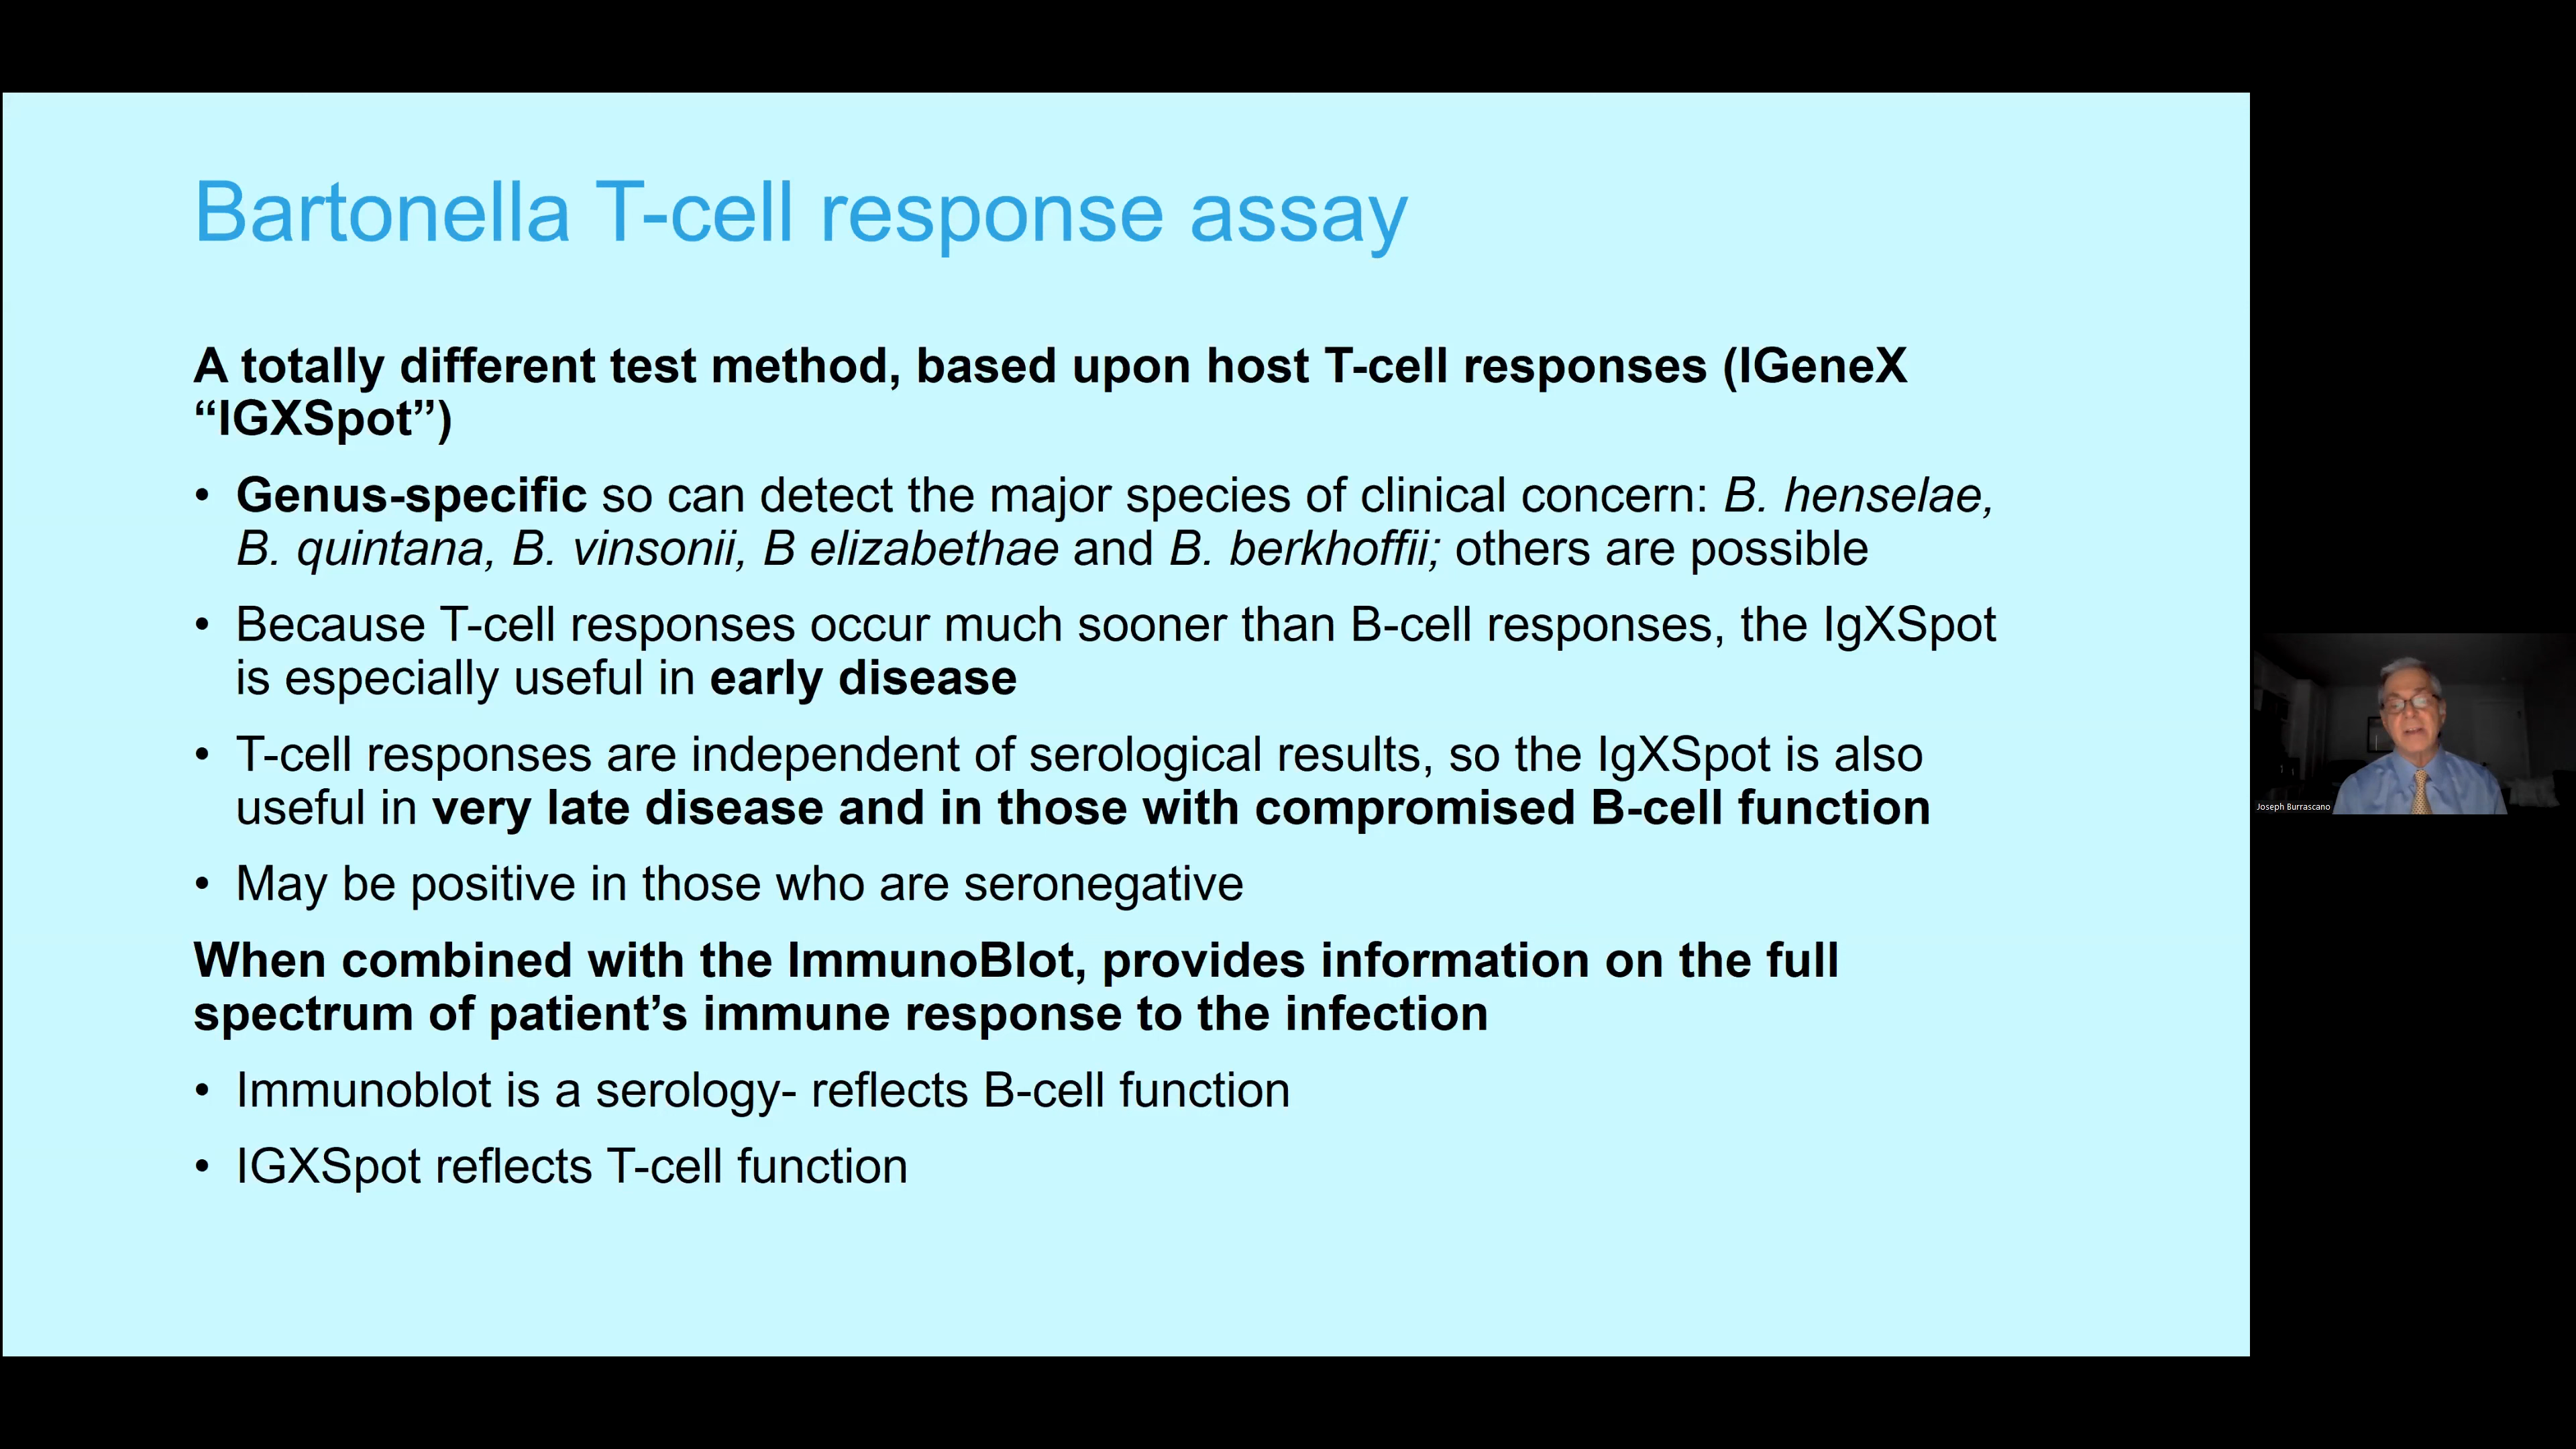 Bartonella T-cell response assay
A totally different test method, based upon host T-cell responses (IGeneX
“IGXSpot”)
• Genus-specific so can detect the major species of clinical concern: B. henselae,
B. quintana, B. vinsonii, B elizabethae and B. berkhoffii; others are possible
• Because T-cell responses occur much sooner than B-cell responses, the IgXSpot
is especially useful in early disease
• T-cell responses are independent of serological results, so the IgXSpot is also
useful in very late disease and in those with compromised B-cell function
• May be positive in those who are seronegative
When combined with the ImmunoBlot, provides information on the full
spectrum of patient’s immune response to the infection
• Immunoblot is a serology- reflects B-cell function
• IGXSpot reflects T-cell function
Joseph Burrascano